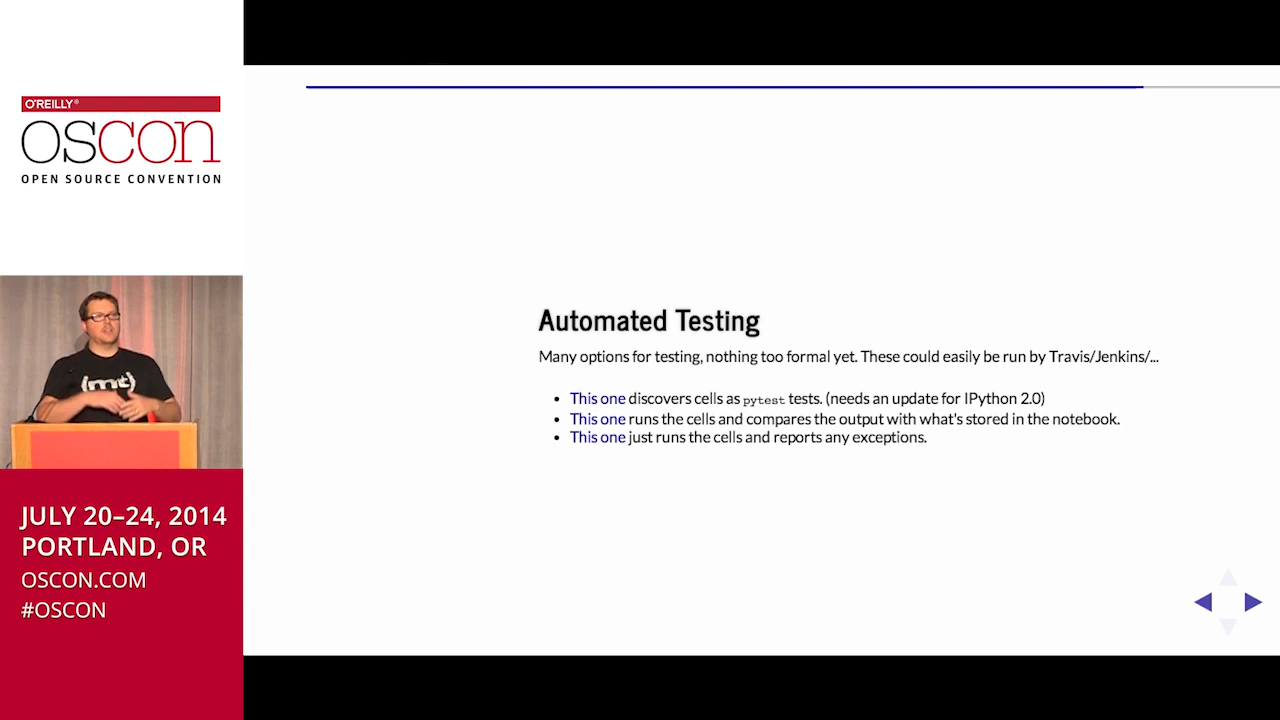 O'REILLY®
OSCON
OPEN SOURCE CONVENTION
(mt)
JULY 20–24, 2014
PORTLAND, OR
OSCON.COM
#OSCON
Automated Testing
Many options for testing, nothing too formal yet. These could easily be run by Travis/Jenkins/...
• This one discovers cells as pytest tests. (needs an update for IPython 2.0)
• This one runs the cells and compares the output with what's stored in the notebook.
• This one just runs the cells and reports any exceptions.